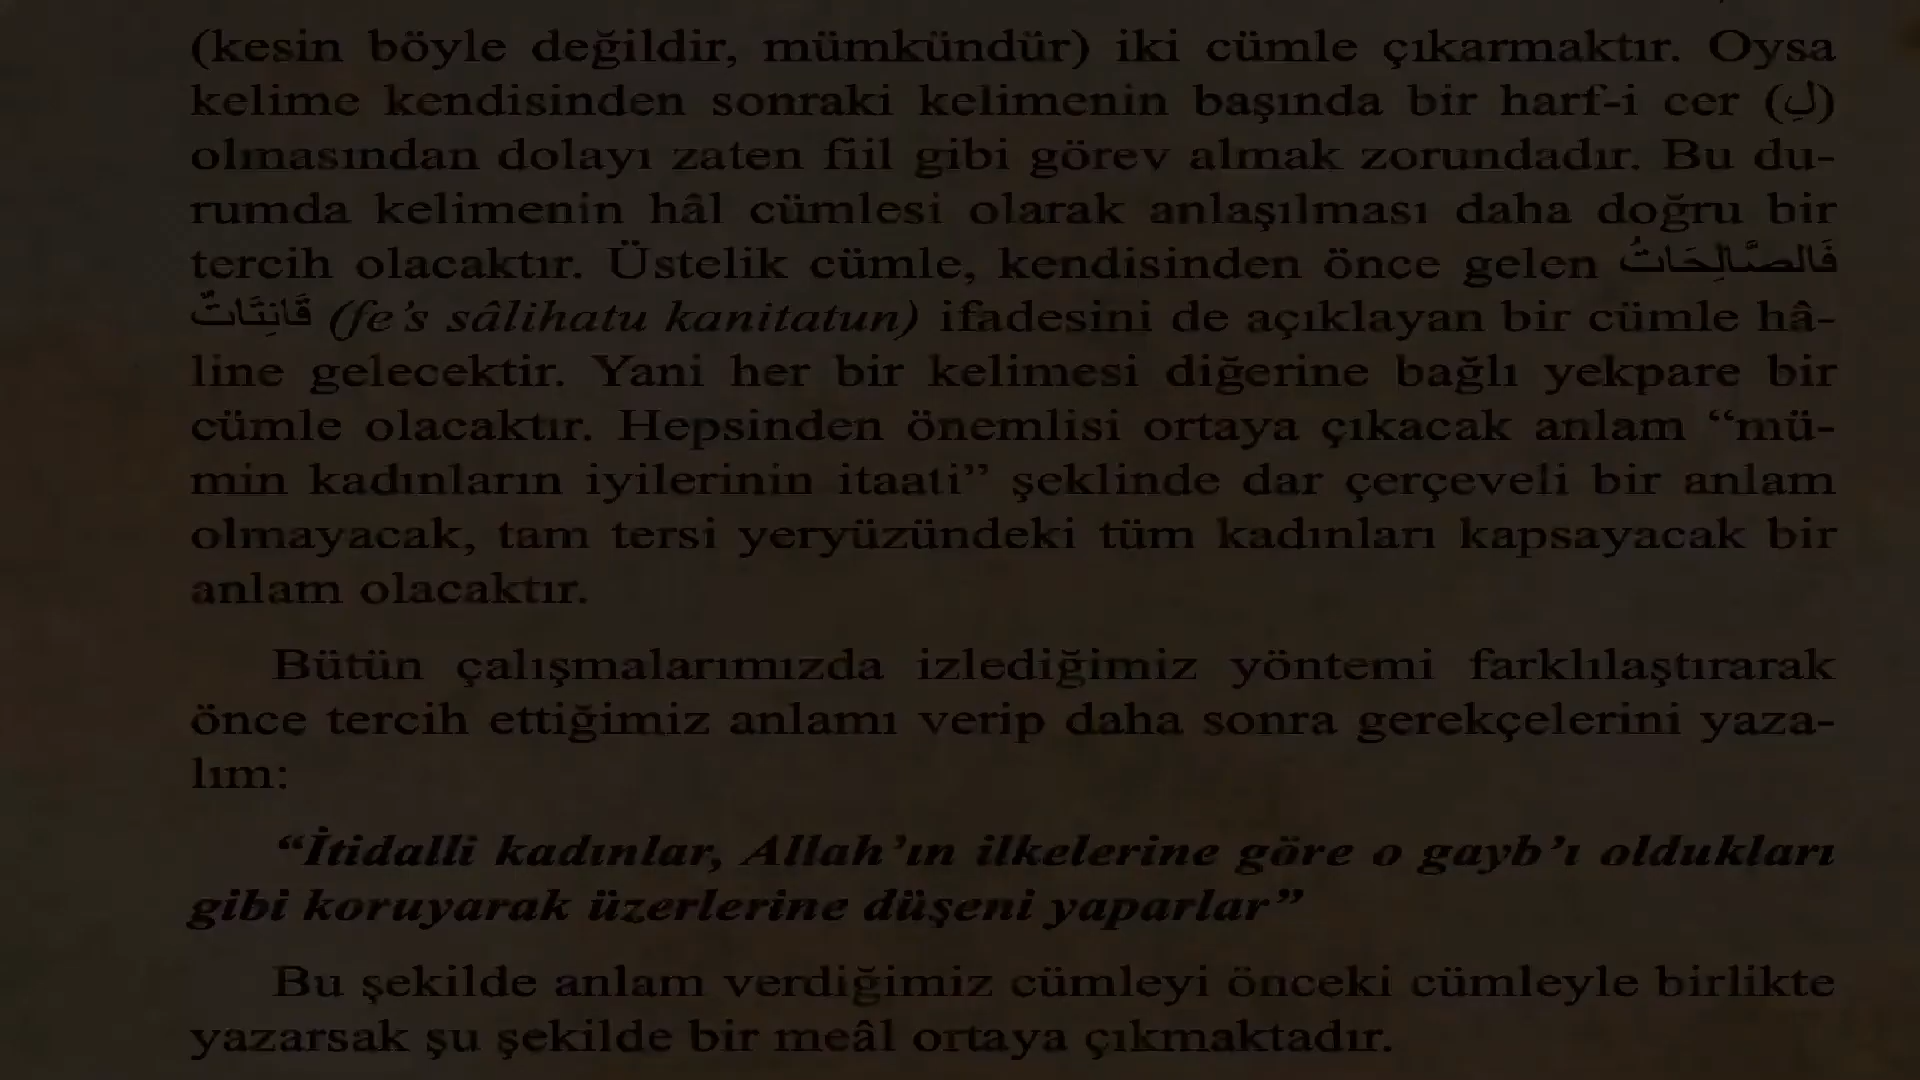 (kesin böyle değildir, mümkündür) iki cümle çıkarmaktır. Oysa
kelime kendisinden sonraki kelimenin başında bir harf-i cer (لِ)
olmasından dolayı zaten fiil gibi görev almak zorundadır. Bu du-
rumda kelimenin hâl cümlesi olarak anlaşılması daha doğru bir
tercih olacaktır. Üstelik cümle, kendisinden önce gelen فَالصَّالِحَاتُ
قَانِتَاتٌ (fe’s sâlihatu kanitatun) ifadesini de açıklayan bir cümle hâ-
line gelecektir. Yani her bir kelimesi diğerine bağlı yekpare bir
cümle olacaktır. Hepsinden önemlisi ortaya çıkacak anlam “mü-
min kadınların iyilerinin itaati” şeklinde dar çerçeveli bir anlam
olmayacak, tam tersi yeryüzündeki tüm kadınları kapsayacak bir
anlam olacaktır.
Bütün çalışmalarımızda izlediğimiz yöntemi farklılaştırarak
önce tercih ettiğimiz anlamı verip daha sonra gerekçelerini yaza-
lım:
“İtidalli kadınlar, Allah’ın ilkelerine göre o gayb’ı oldukları
gibi koruyarak üzerlerine düşeni yaparlar”
Bu şekilde anlam verdiğimiz cümleyi önceki cümleyle birlikte
yazarsak şu şekilde bir meâl ortaya çıkmaktadır.